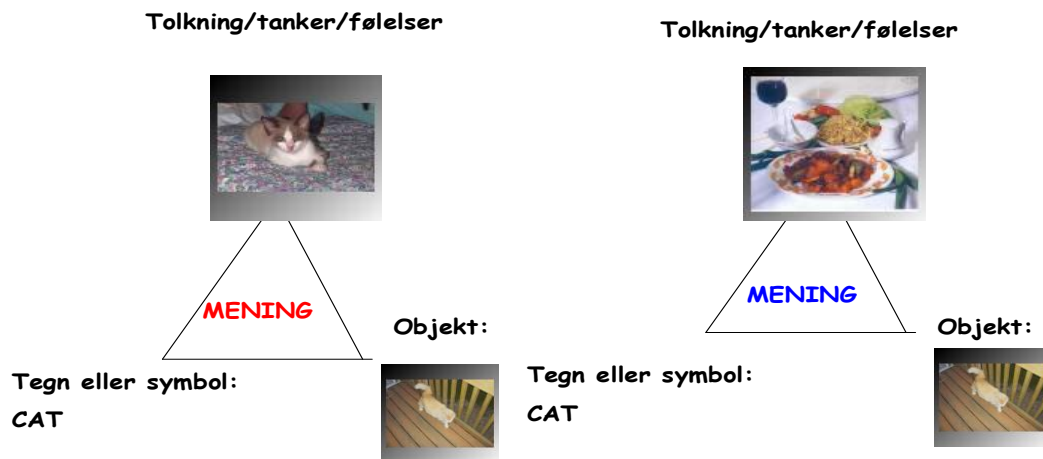 Tolkning/tanker/følelser
MENING
Objekt:
Tegn eller symbol:
CAT
Tolkning/tanker/følelser
MENING
Objekt:
Tegn eller symbol:
CAT